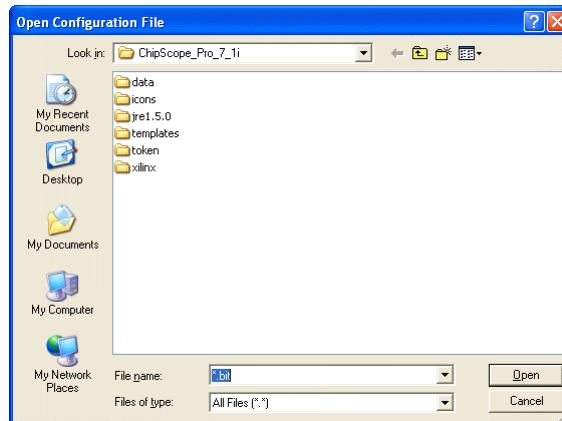 Open Configuration File
Look in:
ChipScope_Pro_7_1i
data
icons
jre1.5.0
templates
token
xilinx
My Recent
Documents
Desktop
My Documents
My Computer
My Network
Places
File name:
*.bit
Open
Files of type:
All Files (*.*)
Cancel